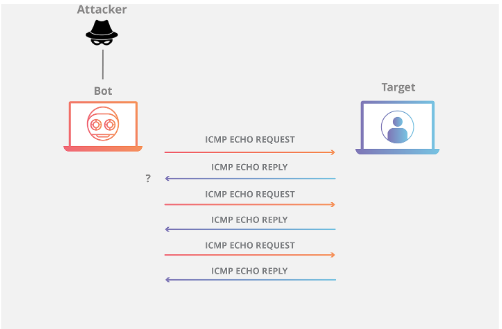 Attacker
Bot
Target
ICMP ECHO REQUEST
ICMP ECHO REPLY
?
ICMP ECHO REQUEST
ICMP ECHO REPLY
ICMP ECHO REQUEST
ICMP ECHO REPLY